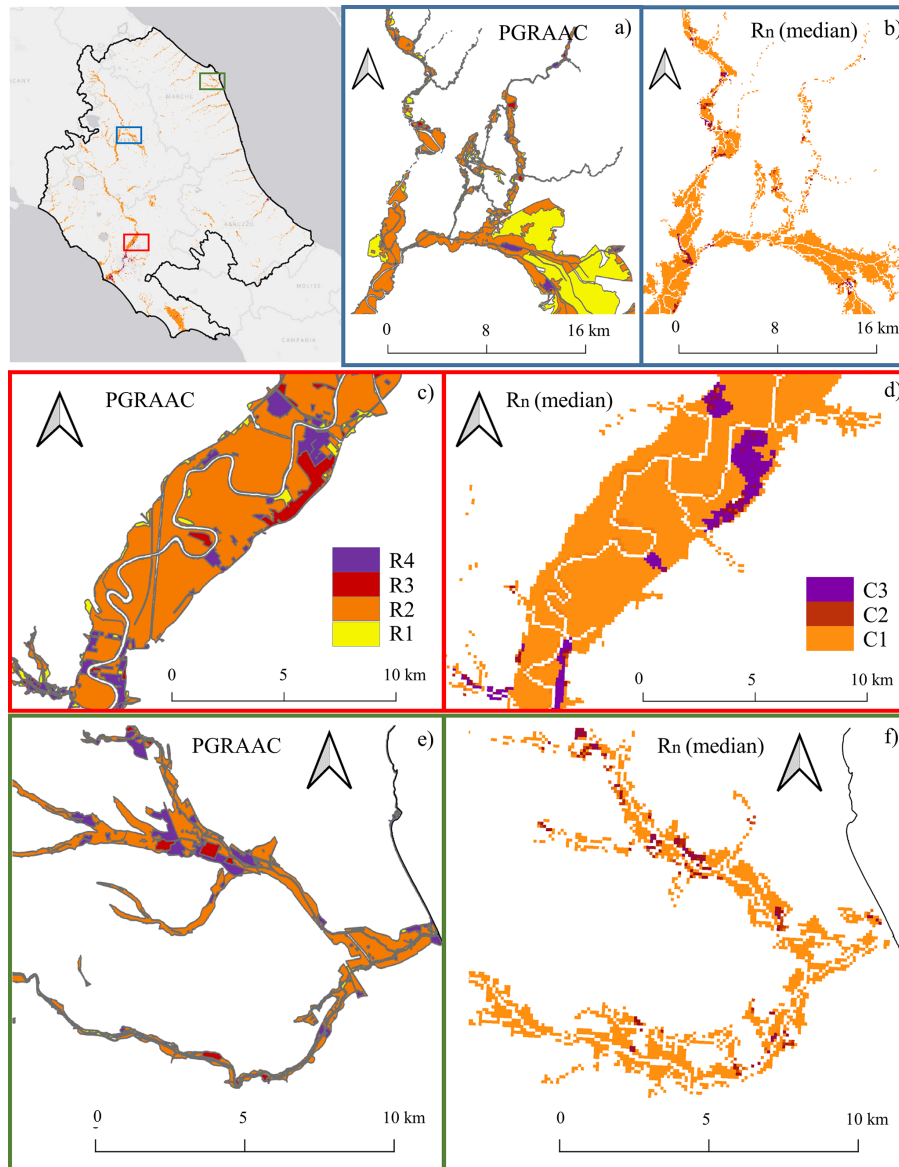 CANY
MARCHE
ABRUZZO
MOLISE
CAMPANIA
PGRAAC
a)
0 8 16 km
Rn (median)
b)
0 8 16 km
PGRAAC
c)
R4
R3
R2
R1
0 5 10 km
Rn (median)
d)
C3
C2
C1
0 5 10 km
PGRAAC
e)
0 5 10 km
Rn (median)
f)
0 5 10 km